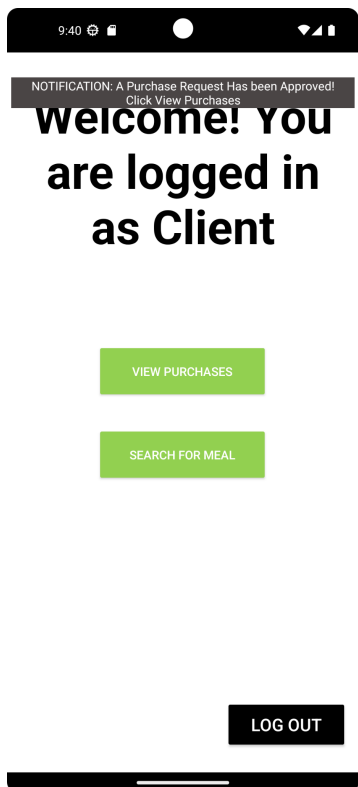 9:40
NOTIFICATION: A Purchase Request Has been Approved!
Click View Purchases
Welcome! You
are logged in
as Client
VIEW PURCHASES
SEARCH FOR MEAL
LOG OUT